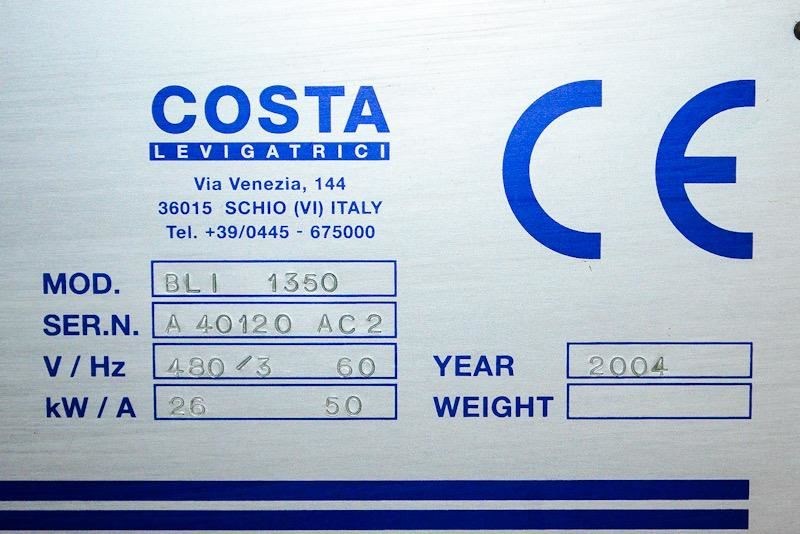 COSTA
LEVIGATRICI
Via Venezia, 144
36015 SCHIO (VI) ITALY
Tel. +39/0445 - 675000
CE
MOD. BLI 1350
SER.N. A 40120 AC2
V / Hz 480/3 60
kW / A 26 50
YEAR 2004
WEIGHT